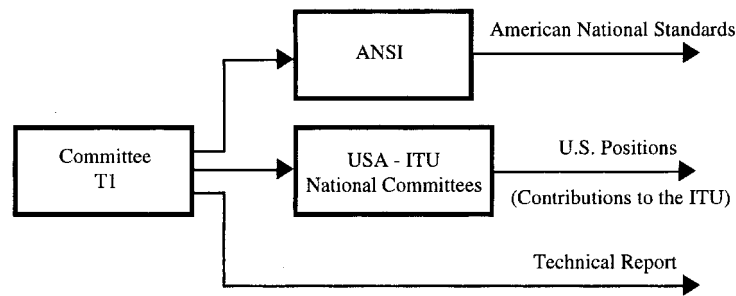 American National Standards
ANSI
Committee
T1
USA - ITU
National Committees
U.S. Positions
(Contributions to the ITU)
Technical Report